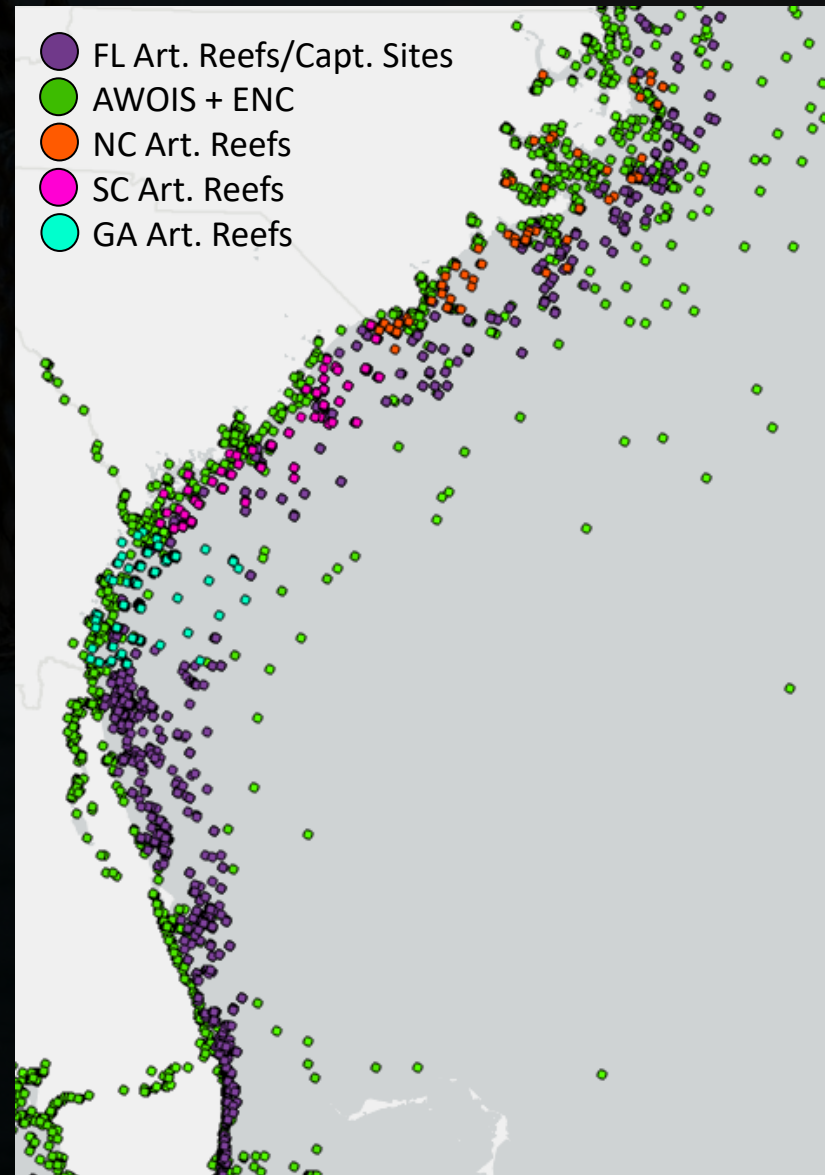 FL Art. Reefs/Capt. Sites
AWOIS + ENC
NC Art. Reefs
SC Art. Reefs
GA Art. Reefs